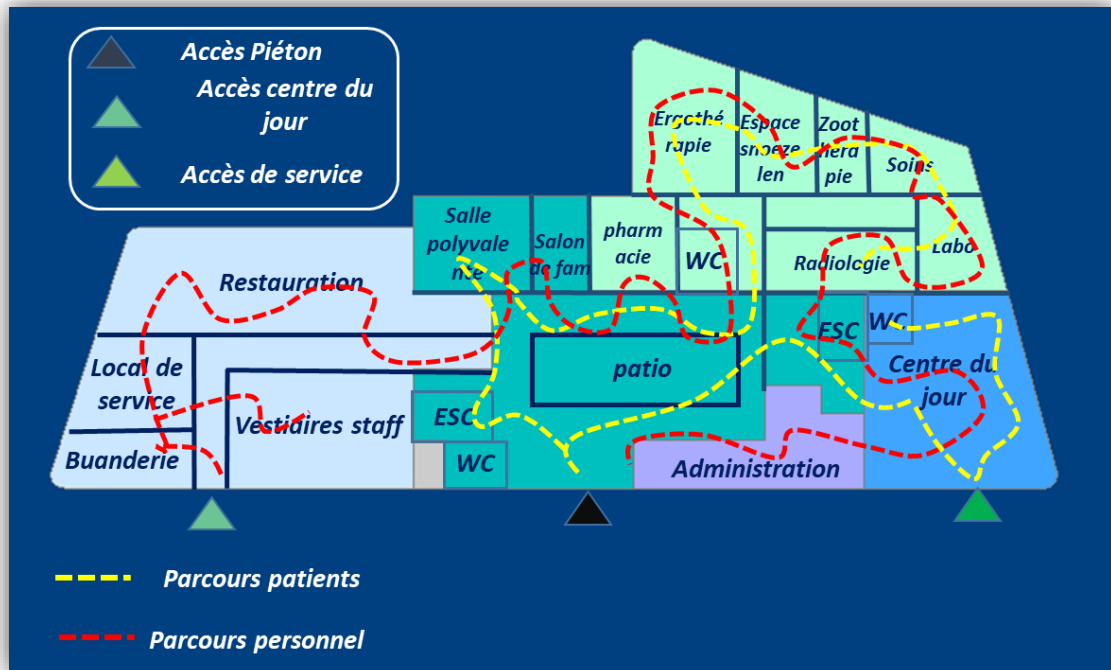 Accès Piéton
Accès centre du
jour
Accès de service
Ergothé
rapie
Espace
snoeze
len
Zoot
hera
pie
Soins
Salle
polyvale
nte
Salon
de fam
pharm
acie
WC
Radiologie
Labo
Restauration
ESC
WC
Local de
service
patio
Centre du
jour
Vestiaires staff
ESC
Buanderie
WC
Administration
Parcours patients
Parcours personnel